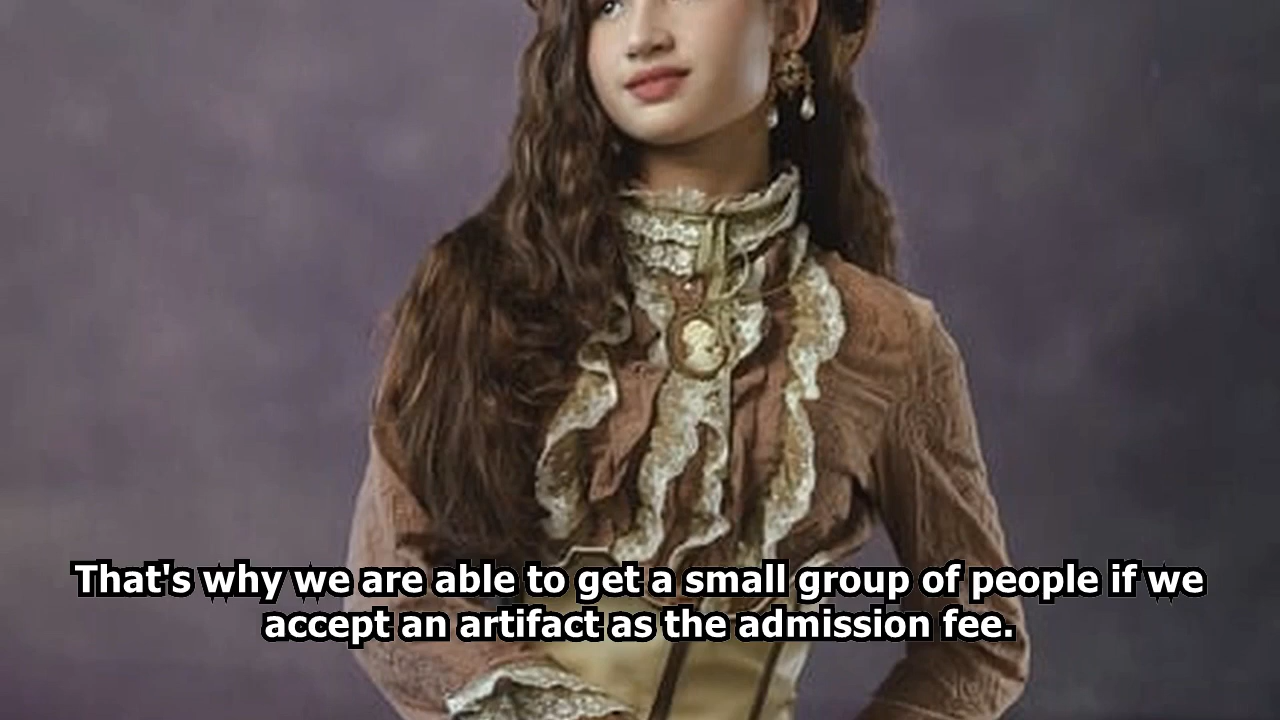 That's why we are able to get a small group of people if we
accept an artifact as the admission fee.